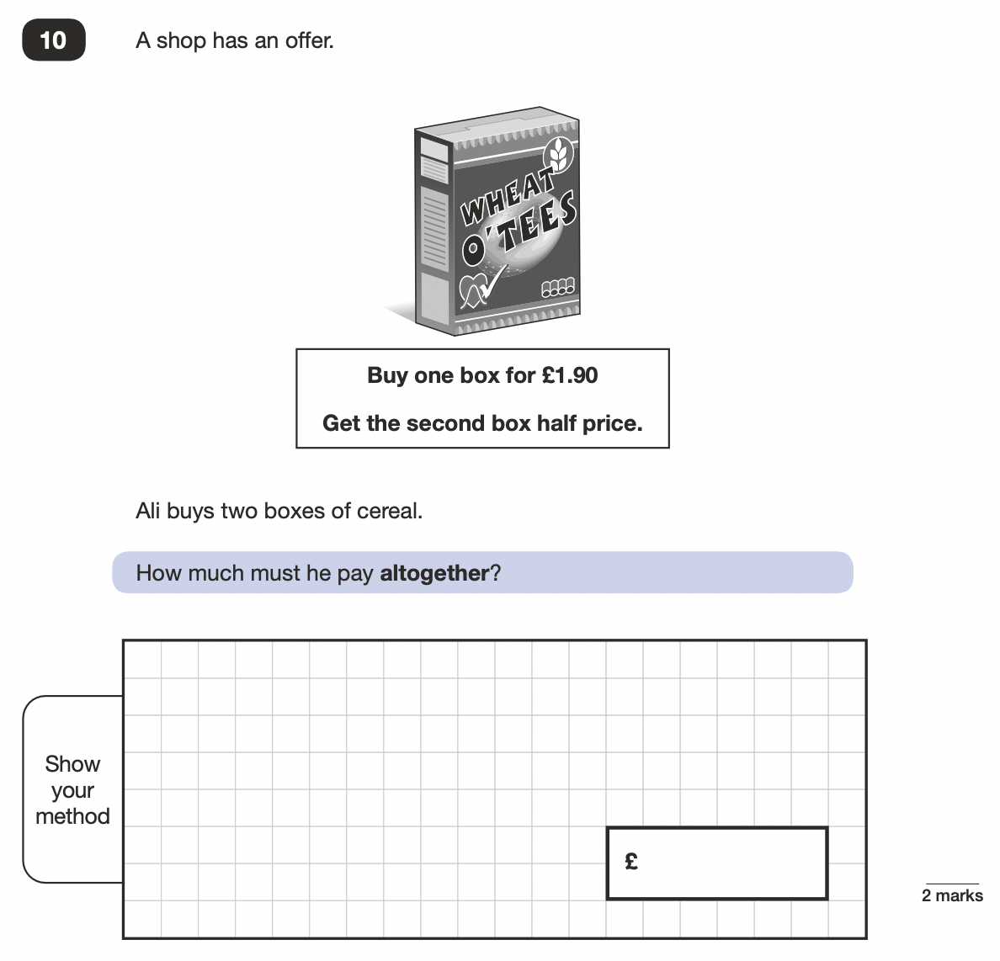 10
A shop has an offer.
WHEAT
O'TEES
Buy one box for £1.90
Get the second box half price.
Ali buys two boxes of cereal.
How much must he pay altogether?
Show
your
method
£
2 marks